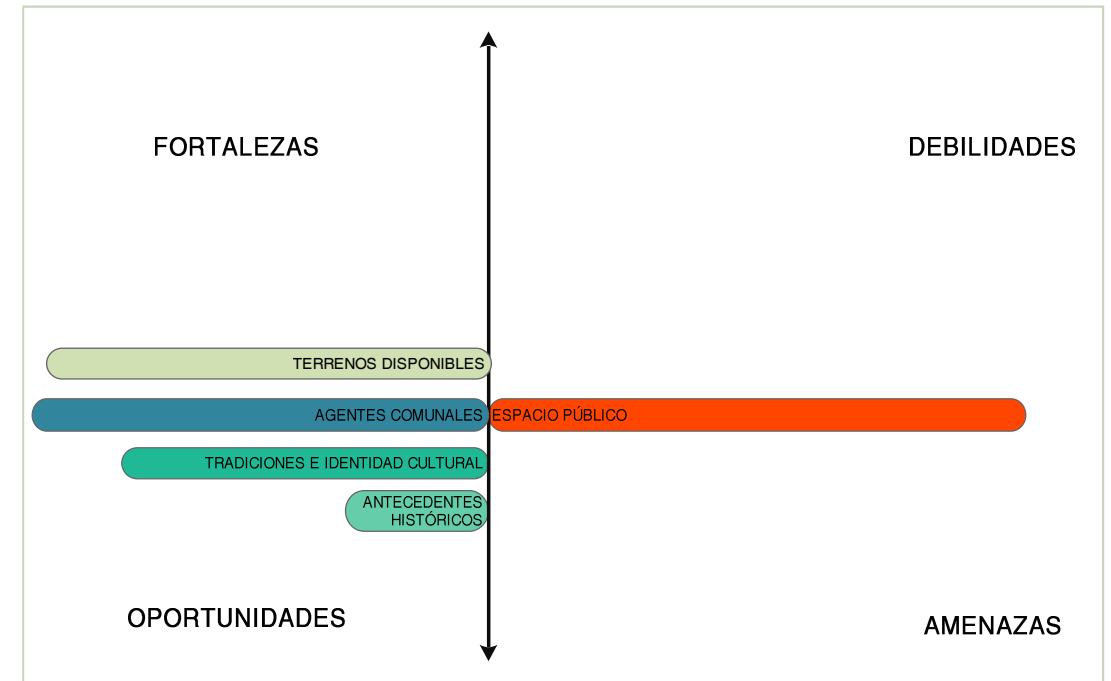 FORTALEZAS
DEBILIDADES
TERRENOS DISPONIBLES
AGENTES COMUNALES
ESPACIO PÚBLICO
TRADICIONES E IDENTIDAD CULTURAL
ANTECEDENTES
HISTÓRICOS
OPORTUNIDADES
AMENAZAS